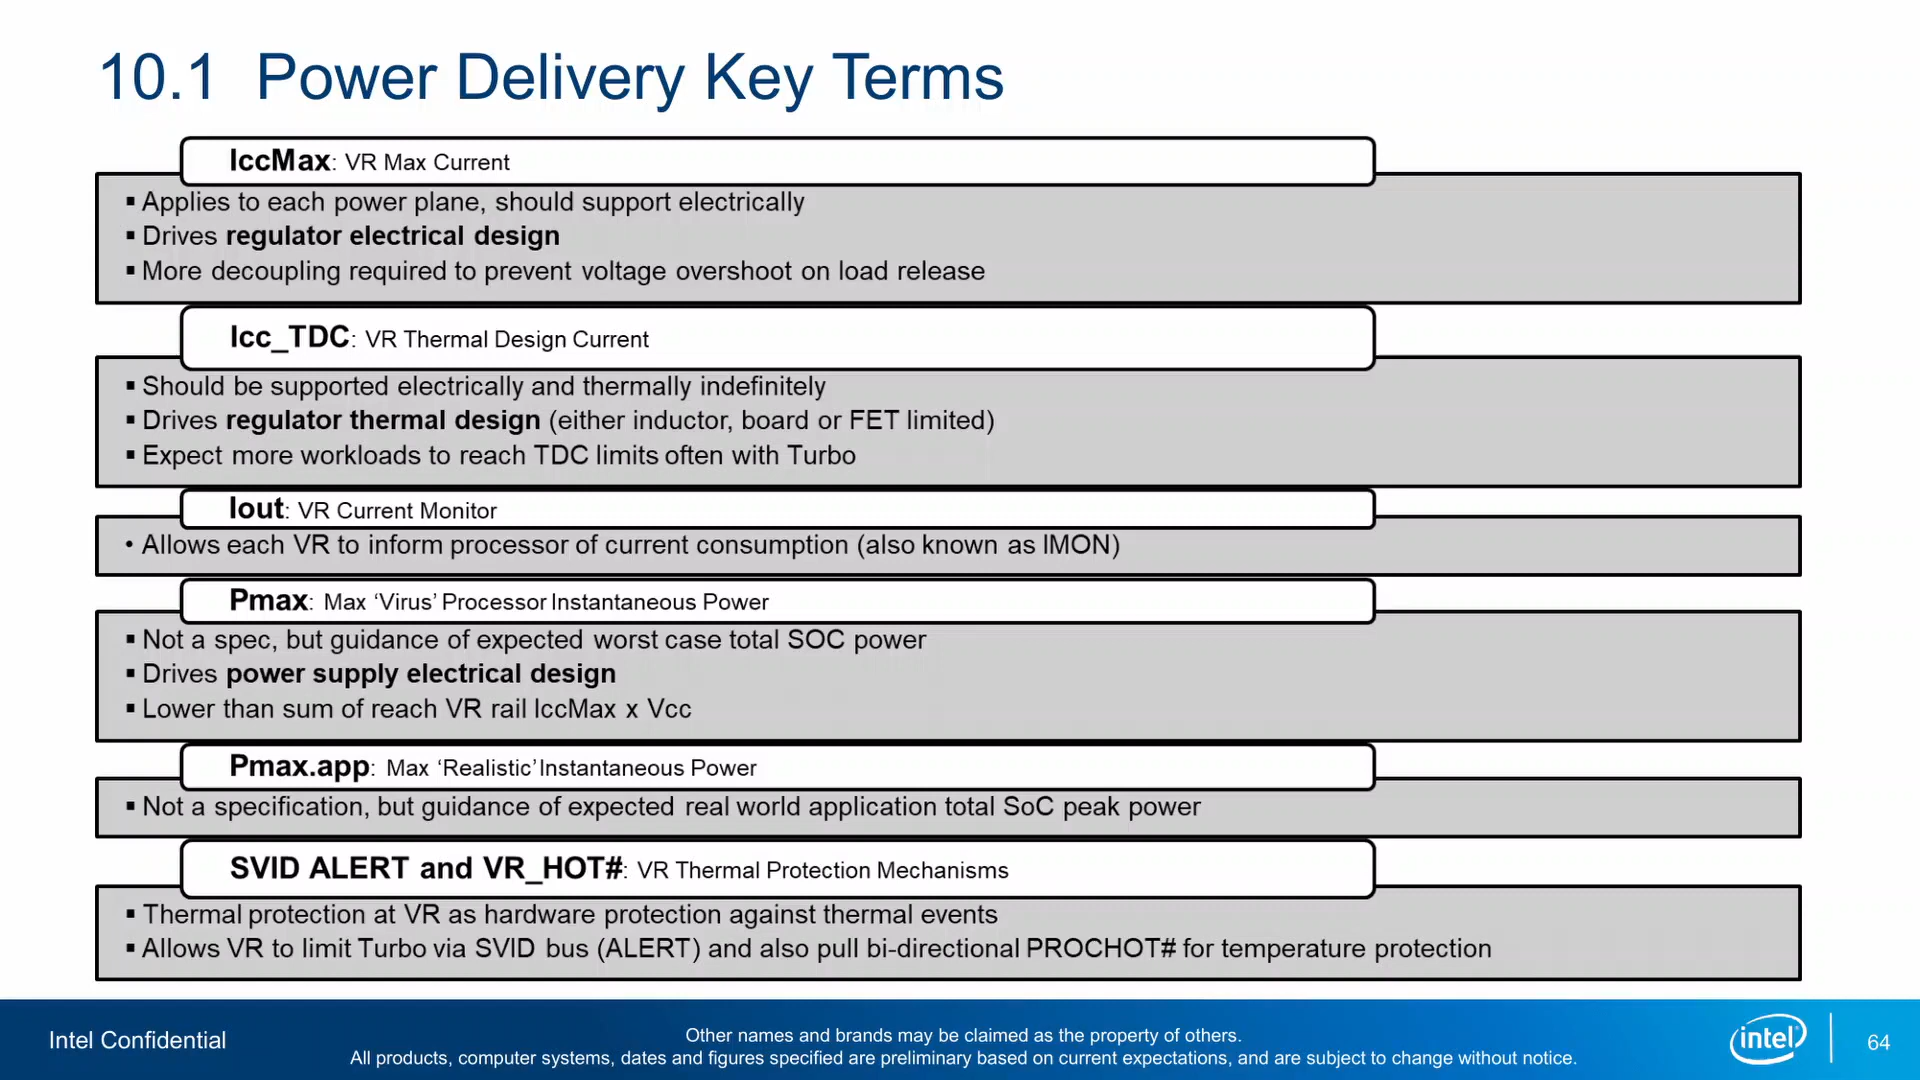 10.1 Power Delivery Key Terms
IccMax: VR Max Current
▪ Applies to each power plane, should support electrically
▪ Drives regulator electrical design
▪ More decoupling required to prevent voltage overshoot on load release
Icc_TDC: VR Thermal Design Current
▪ Should be supported electrically and thermally indefinitely
▪ Drives regulator thermal design (either inductor, board or FET limited)
▪ Expect more workloads to reach TDC limits often with Turbo
Iout: VR Current Monitor
• Allows each VR to inform processor of current consumption (also known as IMON)
Pmax: Max ‘Virus’ Processor Instantaneous Power
▪ Not a spec, but guidance of expected worst case total SOC power
▪ Drives power supply electrical design
▪ Lower than sum of reach VR rail IccMax x Vcc
Pmax.app: Max ‘Realistic’ Instantaneous Power
▪ Not a specification, but guidance of expected real world application total SoC peak power
SVID ALERT and VR_HOT#: VR Thermal Protection Mechanisms
▪ Thermal protection at VR as hardware protection against thermal events
▪ Allows VR to limit Turbo via SVID bus (ALERT) and also pull bi-directional PROCHOT# for temperature protection
Intel Confidential
Other names and brands may be claimed as the property of others.
All products, computer systems, dates and figures specified are preliminary based on current expectations, and are subject to change without notice.
intel
64